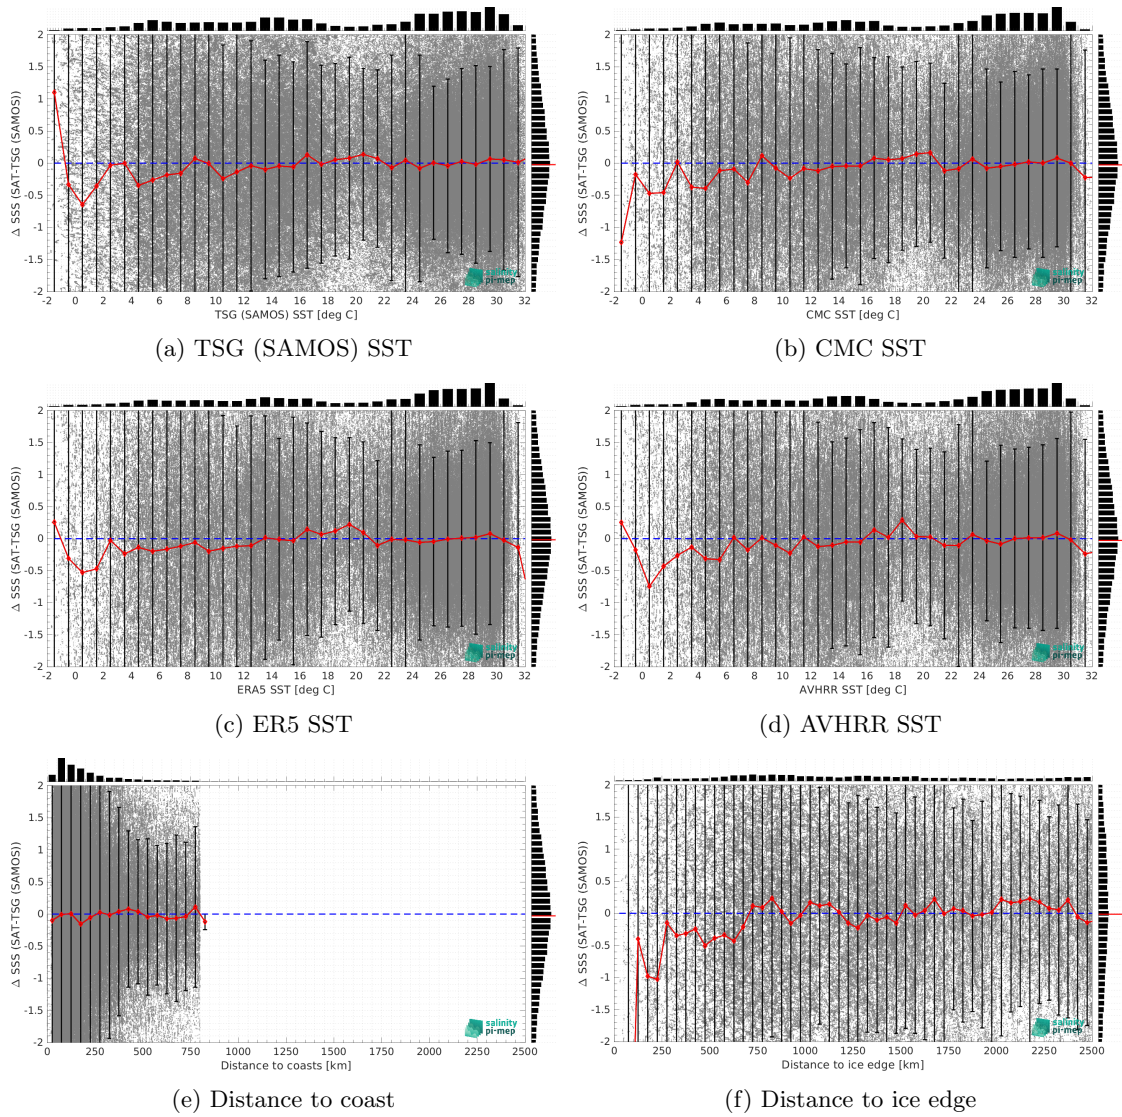 2
1.5
1
0.5
0
-0.5
-1
-1.5
-2
Δ SSS (SAT-TSG (SAMOS))
salinity
pi-mep
-2 0 2 4 6 8 10 12 14 16 18 20 22 24 26 28 30 32
TSG (SAMOS) SST [deg C]
(a) TSG (SAMOS) SST
2
1.5
1
0.5
0
-0.5
-1
-1.5
-2
Δ SSS (SAT-TSG (SAMOS))
salinity
pi-mep
-2 0 2 4 6 8 10 12 14 16 18 20 22 24 26 28 30 32
CMC SST [deg C]
(b) CMC SST
2
1.5
1
0.5
0
-0.5
-1
-1.5
-2
Δ SSS (SAT-TSG (SAMOS))
salinity
pi-mep
-2 0 2 4 6 8 10 12 14 16 18 20 22 24 26 28 30 32
ERA5 SST [deg C]
(c) ER5 SST
2
1.5
1
0.5
0
-0.5
-1
-1.5
-2
Δ SSS (SAT-TSG (SAMOS))
salinity
pi-mep
-2 0 2 4 6 8 10 12 14 16 18 20 22 24 26 28 30 32
AVHRR SST [deg C]
(d) AVHRR SST
2
1.5
1
0.5
0
-0.5
-1
-1.5
-2
Δ SSS (SAT-TSG (SAMOS))
salinity
pi-mep
0 250 500 750 1000 1250 1500 1750 2000 2250 2500
Distance to coasts [km]
(e) Distance to coast
2
1.5
1
0.5
0
-0.5
-1
-1.5
-2
Δ SSS (SAT-TSG (SAMOS))
salinity
pi-mep
0 250 500 750 1000 1250 1500 1750 2000 2250 2500
Distance to ice edge [km]
(f) Distance to ice edge